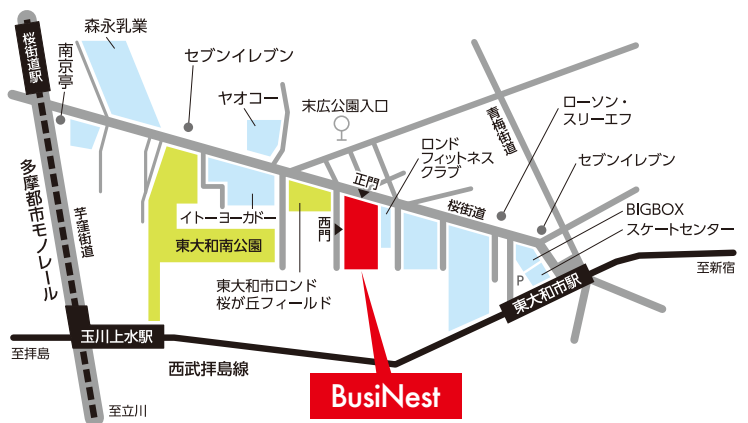 森永乳業
桜街道駅
南京亭
セブンイレブン
ヤオコー
末広公園入口
青梅街道
ローソン・
スリーエフ
ロンド
フィットネス
クラブ
正門
セブンイレブン
桜街道
多摩都市モノレール
芋窪街道
イトーヨーカドー
西門
BIGBOX
スケートセンター
東大和南公園
P
至新宿
東大和市ロンド
桜が丘フィールド
東大和市駅
玉川上水駅
至拝島
西武拝島線
BusiNest
至立川